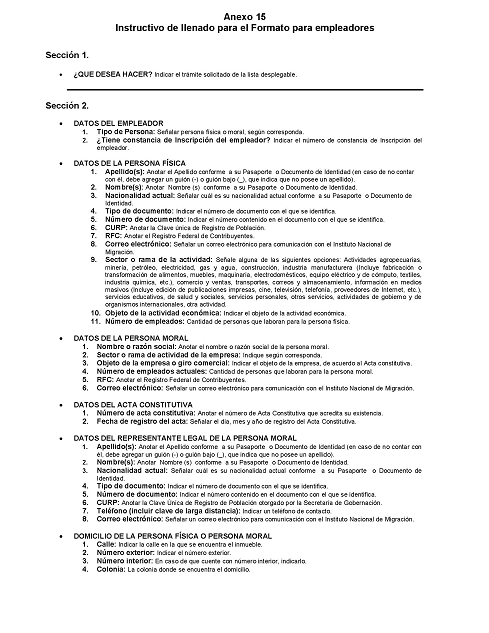 Anexo 15
Instructivo de llenado para el Formato para empleadores
Sección 1.
• ¿QUE DESEA HACER? Indicar el trámite solicitado de la lista desplegable.
Sección 2.
• DATOS DEL EMPLEADOR
1. Tipo de Persona: Señalar persona física o moral, según corresponda.
2. ¿Tiene constancia de Inscripción del empleador? Indicar el número de constancia de Inscripción del
empleador.
• DATOS DE LA PERSONA FÍSICA
1. Apellido(s): Anotar el Apellido conforme a su Pasaporte o Documento de Identidad (en caso de no contar
con él, debe agregar un guión (-) o guión bajo (_), que indica que no posee un apellido).
2. Nombre(s): Anotar Nombre (s) conforme a su Pasaporte o Documento de Identidad.
3. Nacionalidad actual: Señalar cuál es su nacionalidad actual conforme a su Pasaporte o Documento de
Identidad.
4. Tipo de documento: Indicar el número de documento con el que se identifica.
5. Número de documento: Indicar el número contenido en el documento con el que se identifica.
6. CURP: Anotar la Clave única de Registro de Población.
7. RFC: Anotar el Registro Federal de Contribuyentes.
8. Correo electrónico: Señalar un correo electrónico para comunicación con el Instituto Nacional de
Migración.
9. Sector o rama de la actividad: Señale alguna de las siguientes opciones: Actividades agropecuarias,
minería, petróleo, electricidad, gas y agua, construcción, industria manufacturera (Incluye fabricación o
transformación de alimentos, muebles, maquinaria, electrodomésticos, equipo eléctrico y de cómputo, textiles,
industria química, etc.), comercio y ventas, transportes, correos y almacenamiento, información en medios
masivos (Incluye edición de publicaciones impresas, cine, televisión, telefonía, proveedores de Internet, etc.),
servicios educativos, de salud y sociales, servicios personales, otros servicios, actividades de gobierno y de
organismos internacionales, otra actividad.
10. Objeto de la actividad económica: Indicar el objeto de la actividad económica.
11. Número de empleados: Cantidad de personas que laboran para la persona física.
• DATOS DE LA PERSONA MORAL
1. Nombre o razón social: Anotar el nombre o razón social de la persona moral.
2. Sector o rama de actividad de la empresa: Indique según corresponda.
3. Objeto de la empresa o giro comercial: Indicar el objeto de la empresa, de acuerdo al Acta constitutiva.
4. Número de empleados actuales: Cantidad de personas que laboran para la persona moral.
5. RFC: Anotar el Registro Federal de Contribuyentes.
6. Correo electrónico: Señalar un correo electrónico para comunicación con el Instituto Nacional de Migración.
• DATOS DEL ACTA CONSTITUTIVA
1. Número de acta constitutiva: Anotar el número de Acta Constitutiva que acredita su existencia.
2. Fecha de registro del acta: Señalar el día, mes y año de registro del Acta Constitutiva.
• DATOS DEL REPRESENTANTE LEGAL DE LA PERSONA MORAL
1. Apellido(s): Anotar el Apellido conforme a su Pasaporte o Documento de Identidad (en caso de no contar con
él, debe agregar un guión (-) o guión bajo (_), que indica que no posee un apellido).
2. Nombre(s): Anotar Nombre (s) conforme a su Pasaporte o Documento de Identidad.
3. Nacionalidad actual: Señalar cuál es su nacionalidad actual conforme a su Pasaporte o Documento de
Identidad.
4. Tipo de documento: Indicar el número de documento con el que se identifica.
5. Número de documento: Indicar el número contenido en el documento con el que se identifica.
6. CURP: Anotar la Clave Única de Registro de Población otorgado por la Secretaría de Gobernación.
7. Teléfono (incluir clave de larga distancia): Indicar un teléfono de contacto.
8. Correo electrónico: Señalar un correo electrónico para comunicación con el Instituto Nacional de Migración.
• DOMICILIO DE LA PERSONA FÍSICA O PERSONA MORAL
1. Calle: Indicar la calle en la que se encuentra el inmueble.
2. Número exterior: Indicar el número exterior.
3. Número interior: En caso de que cuente con número interior, indicarlo.
4. Colonia: La colonia donde se encuentra el domicilio.